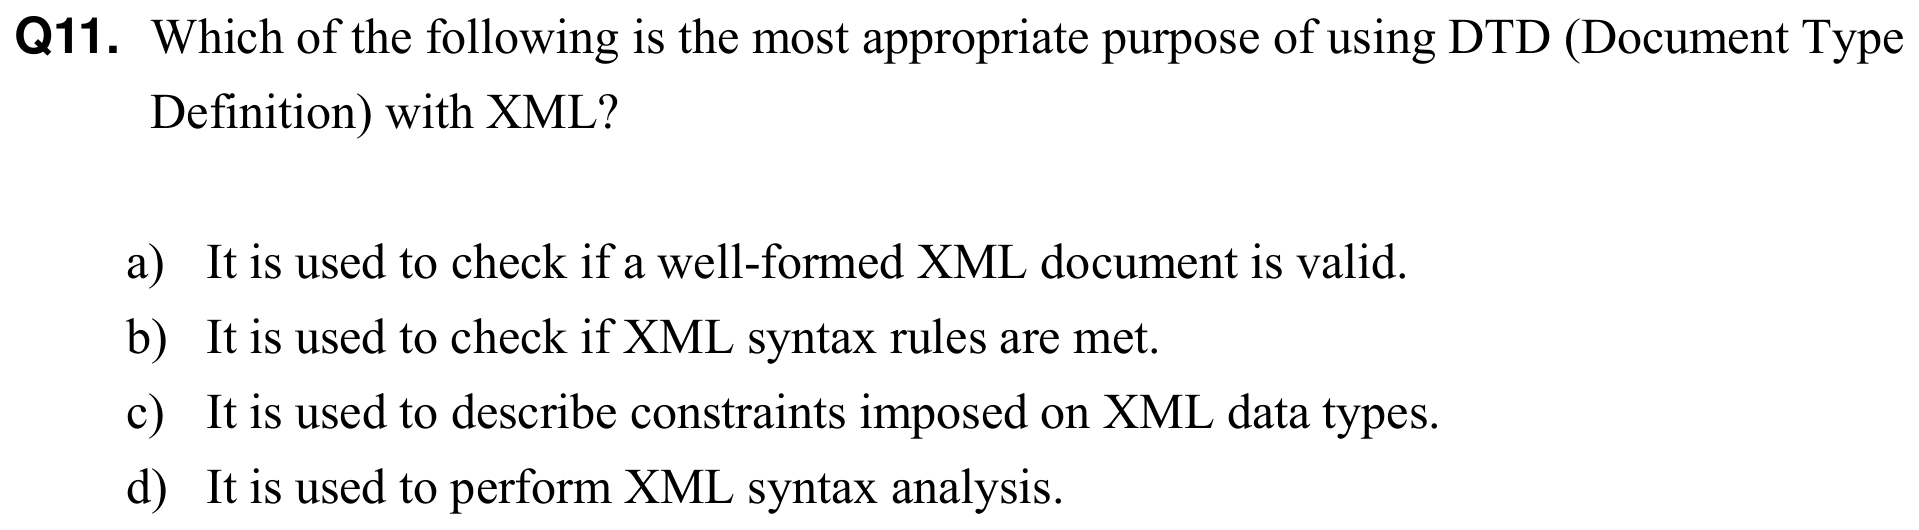 Q11. Which of the following is the most appropriate purpose of using DTD (Document Type
Definition) with XML?
a) It is used to check if a well-formed XML document is valid.
b) It is used to check if XML syntax rules are met.
c) It is used to describe constraints imposed on XML data types.
d) It is used to perform XML syntax analysis.